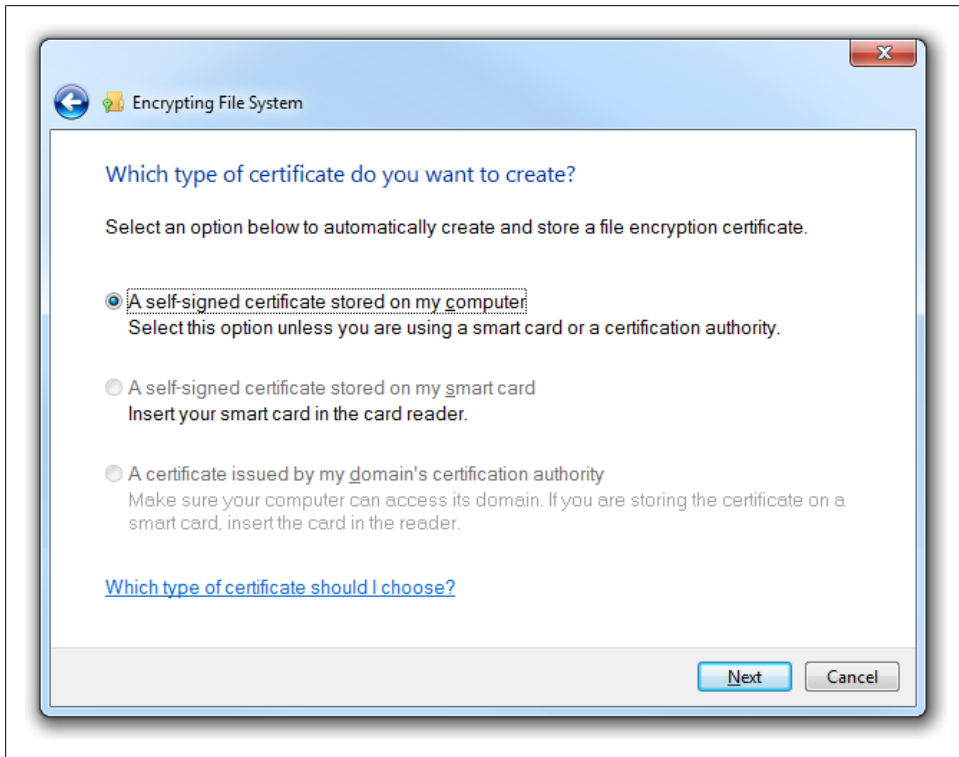 Encrypting File System
Which type of certificate do you want to create?
Select an option below to automatically create and store a file encryption certificate.
A self-signed certificate stored on my computer
Select this option unless you are using a smart card or a certification authority.
A self-signed certificate stored on my smart card
Insert your smart card in the card reader.
A certificate issued by my domain's certification authority
Make sure your computer can access its domain. If you are storing the certificate on a
smart card, insert the card in the reader.
Which type of certificate should I choose?
Next
Cancel